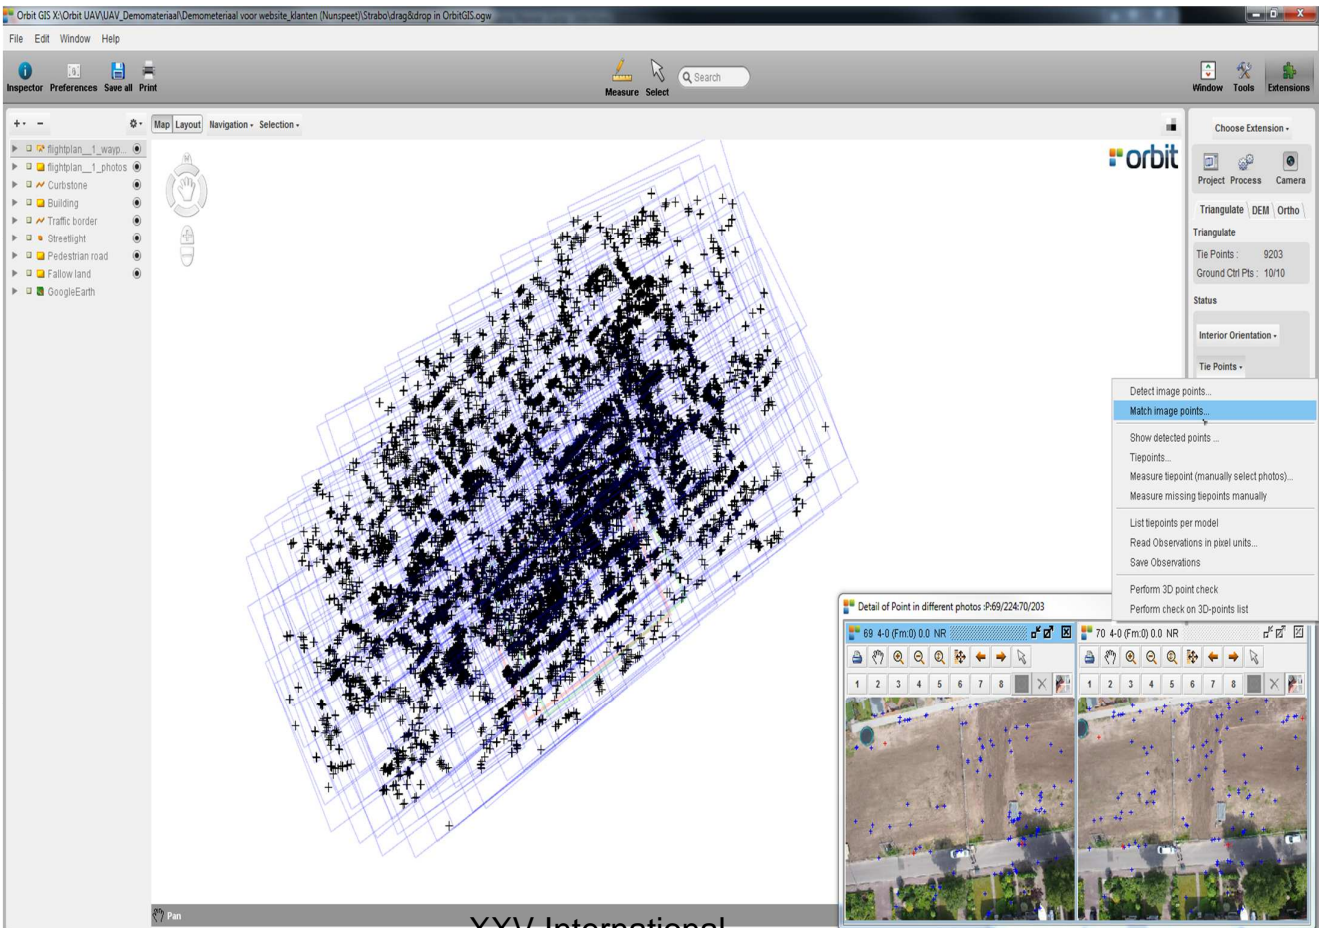 Orbit GIS X:\Orbit UAV\UAV_Demomateriaal\Demometeriaal voor website_klanten (Nunspeet)\Strabo\drag&drop in OrbitGIS.ogw
File Edit Window Help
Inspector Preferences Save all Print
Measure Select
Search
Window Tools Extensions
Map Layout Navigation Selection
flightplan__1_wayp...
flightplan__1_photos
Curbstone
Building
Traffic border
Streetlight
Pedestrian road
Fallow land
GoogleEarth
orbit
Choose Extension
Project Process Camera
Triangulate DEM Ortho
Triangulate
Tie Points : 9203
Ground Ctrl Pts : 10/10
Status
Interior Orientation
Tie Points
Detect image points...
Match image points...
Show detected points ...
Tiepoints...
Measure tiepoint (manually select photos)...
Measure missing tiepoints manually
List tiepoints per model
Read Observations in pixel units...
Save Observations
Perform 3D point check
Perform check on 3D-points list
Detail of Point in different photos :P:69/224:70/203
69 4-0 (Fm:0) 0.0 NR
70 4-0 (Fm:0) 0.0 NR
1 2 3 4 5 6 7 8
1 2 3 4 5 6 7 8
Pan
XXV International